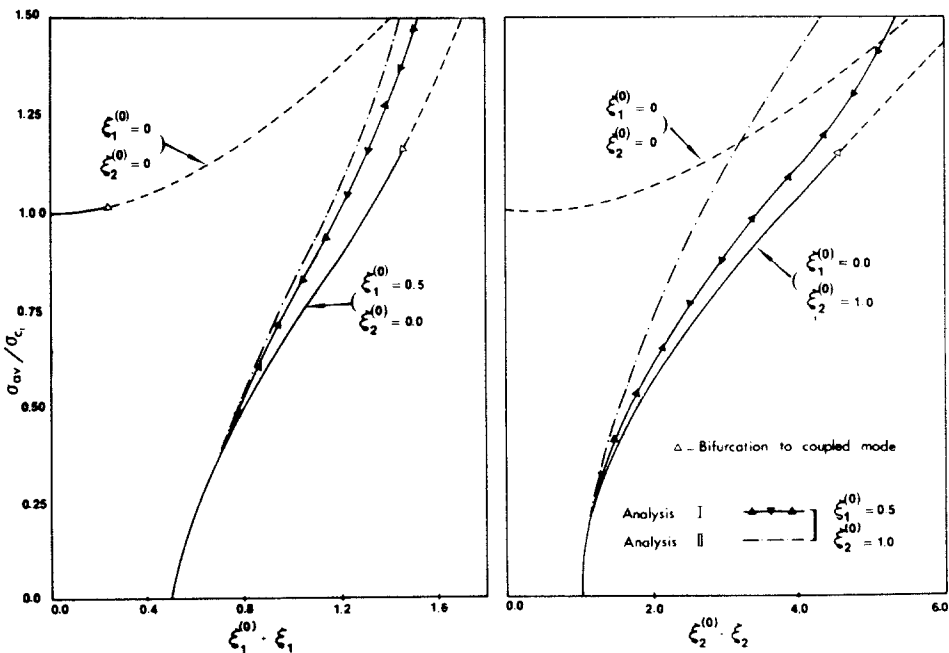 1.50
1.25
1.00
0.75
0.50
0.25
0.0
σav / σc1
ξ1(0) = 0
ξ2(0) = 0
ξ1(0) = 0.5
ξ2(0) = 0.0
0.0 0.4 0.8 1.2 1.6
ξ1(0) · ξ1
ξ1(0) = 0
ξ2(0) = 0
ξ1(0) = 0.0
ξ2(0) = 1.0
△ – Bifurcation to coupled mode
Analysis I
Analysis II
ξ1(0) = 0.5
ξ2(0) = 1.0
0.0 2.0 4.0 6.0
ξ2(0) · ξ2